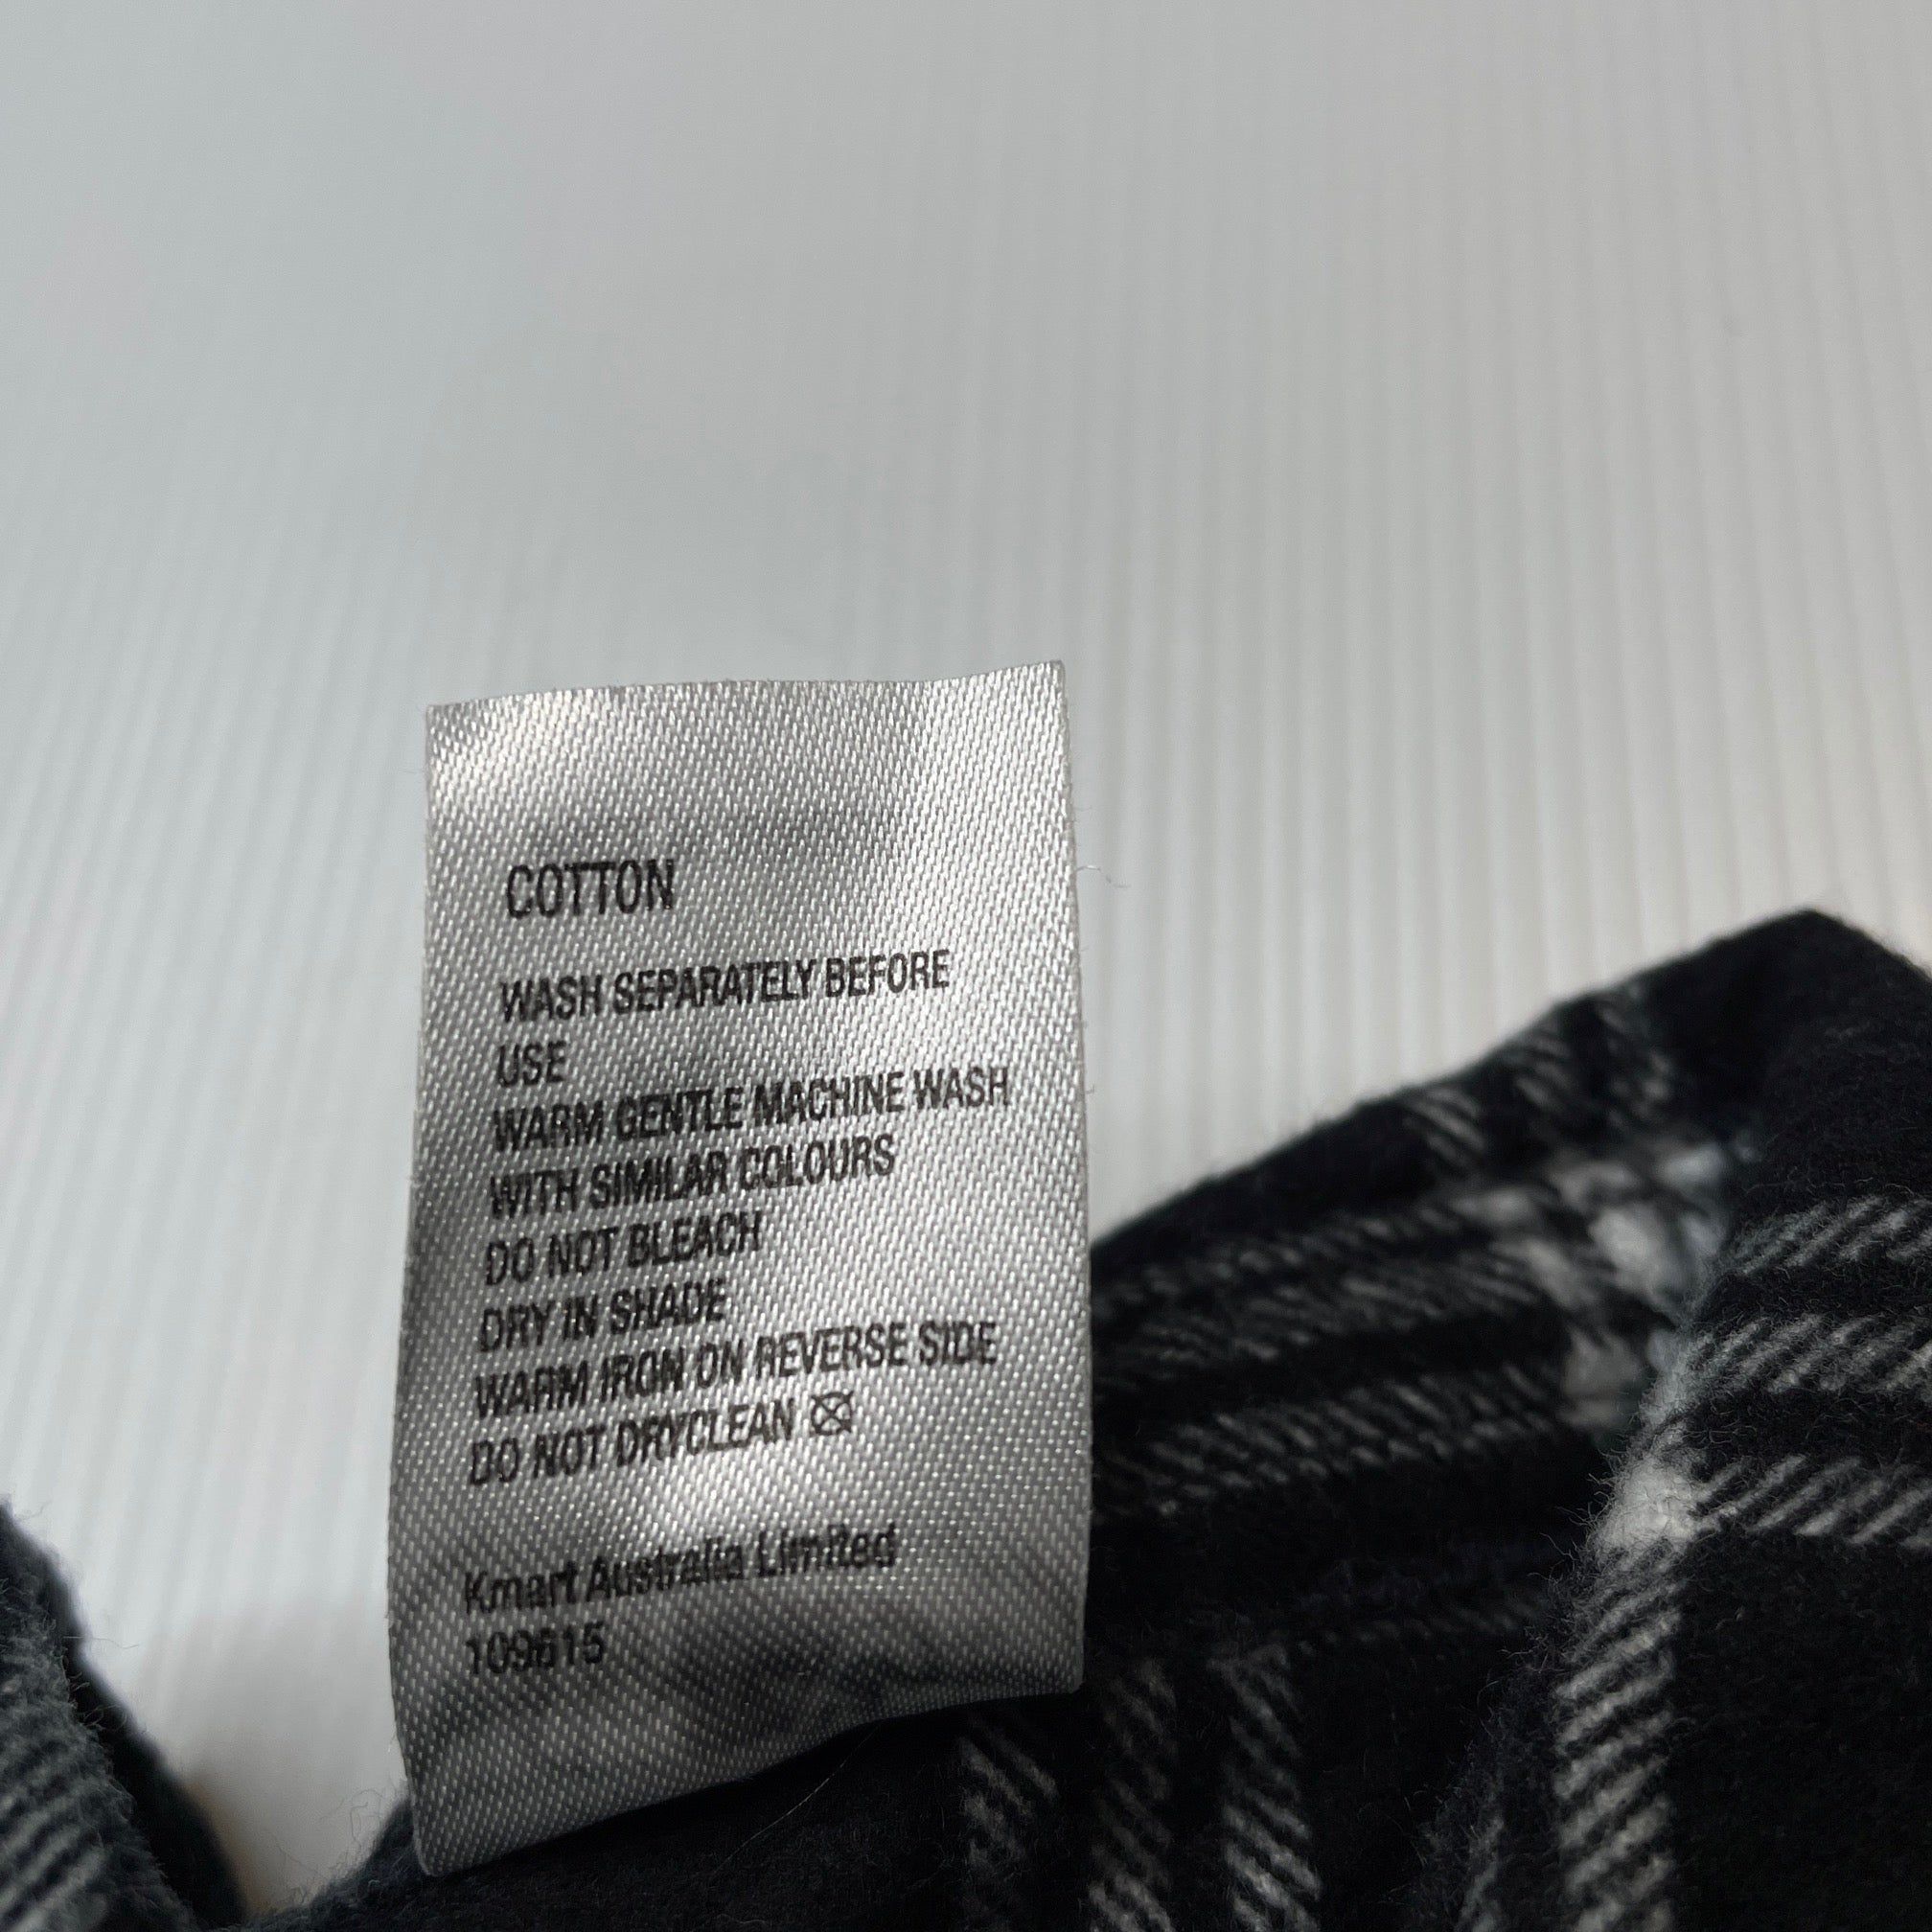 COTTON
WASH SEPARATELY BEFORE
USE
WARM GENTLE MACHINE WASH
WITH SIMILAR COLOURS
DO NOT BLEACH
DRY IN SHADE
WARM IRON ON REVERSE SIDE
DO NOT DRYCLEAN
Kmart Australia Limited
109615